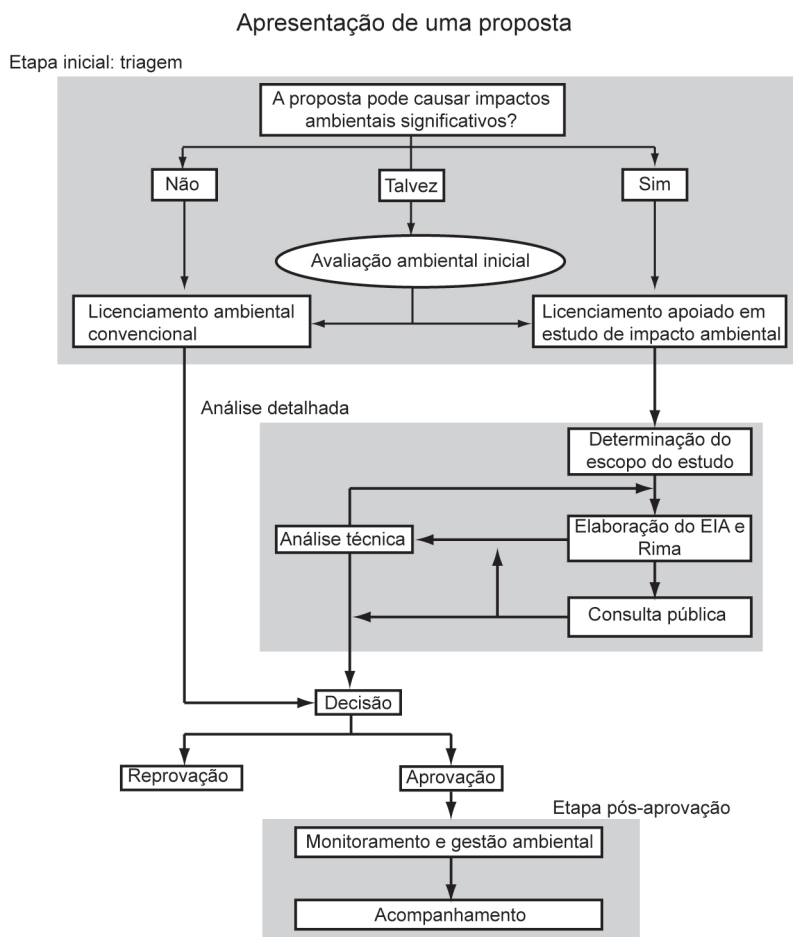 Apresentação de uma proposta
Etapa inicial: triagem
A proposta pode causar impactos
ambientais significativos?
Não
Talvez
Sim
Avaliação ambiental inicial
Licenciamento ambiental
convencional
Licenciamento apoiado em
estudo de impacto ambiental
Análise detalhada
Determinação do
escopo do estudo
Análise técnica
Elaboração do EIA e
Rima
Consulta pública
Decisão
Reprovação
Aprovação
Etapa pós-aprovação
Monitoramento e gestão ambiental
Acompanhamento